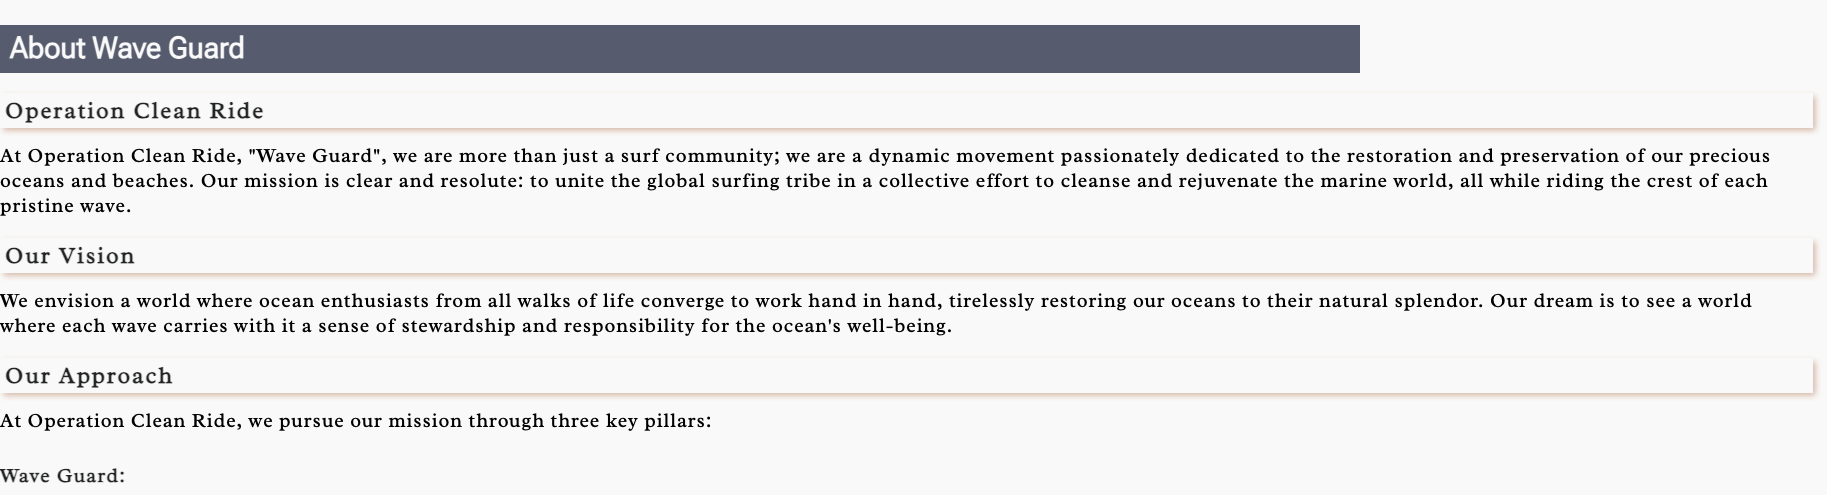 About Wave Guard
Operation Clean Ride
At Operation Clean Ride, "Wave Guard", we are more than just a surf community; we are a dynamic movement passionately dedicated to the restoration and preservation of our precious
oceans and beaches. Our mission is clear and resolute: to unite the global surfing tribe in a collective effort to cleanse and rejuvenate the marine world, all while riding the crest of each
pristine wave.
Our Vision
We envision a world where ocean enthusiasts from all walks of life converge to work hand in hand, tirelessly restoring our oceans to their natural splendor. Our dream is to see a world
where each wave carries with it a sense of stewardship and responsibility for the ocean's well-being.
Our Approach
At Operation Clean Ride, we pursue our mission through three key pillars:
Wave Guard: